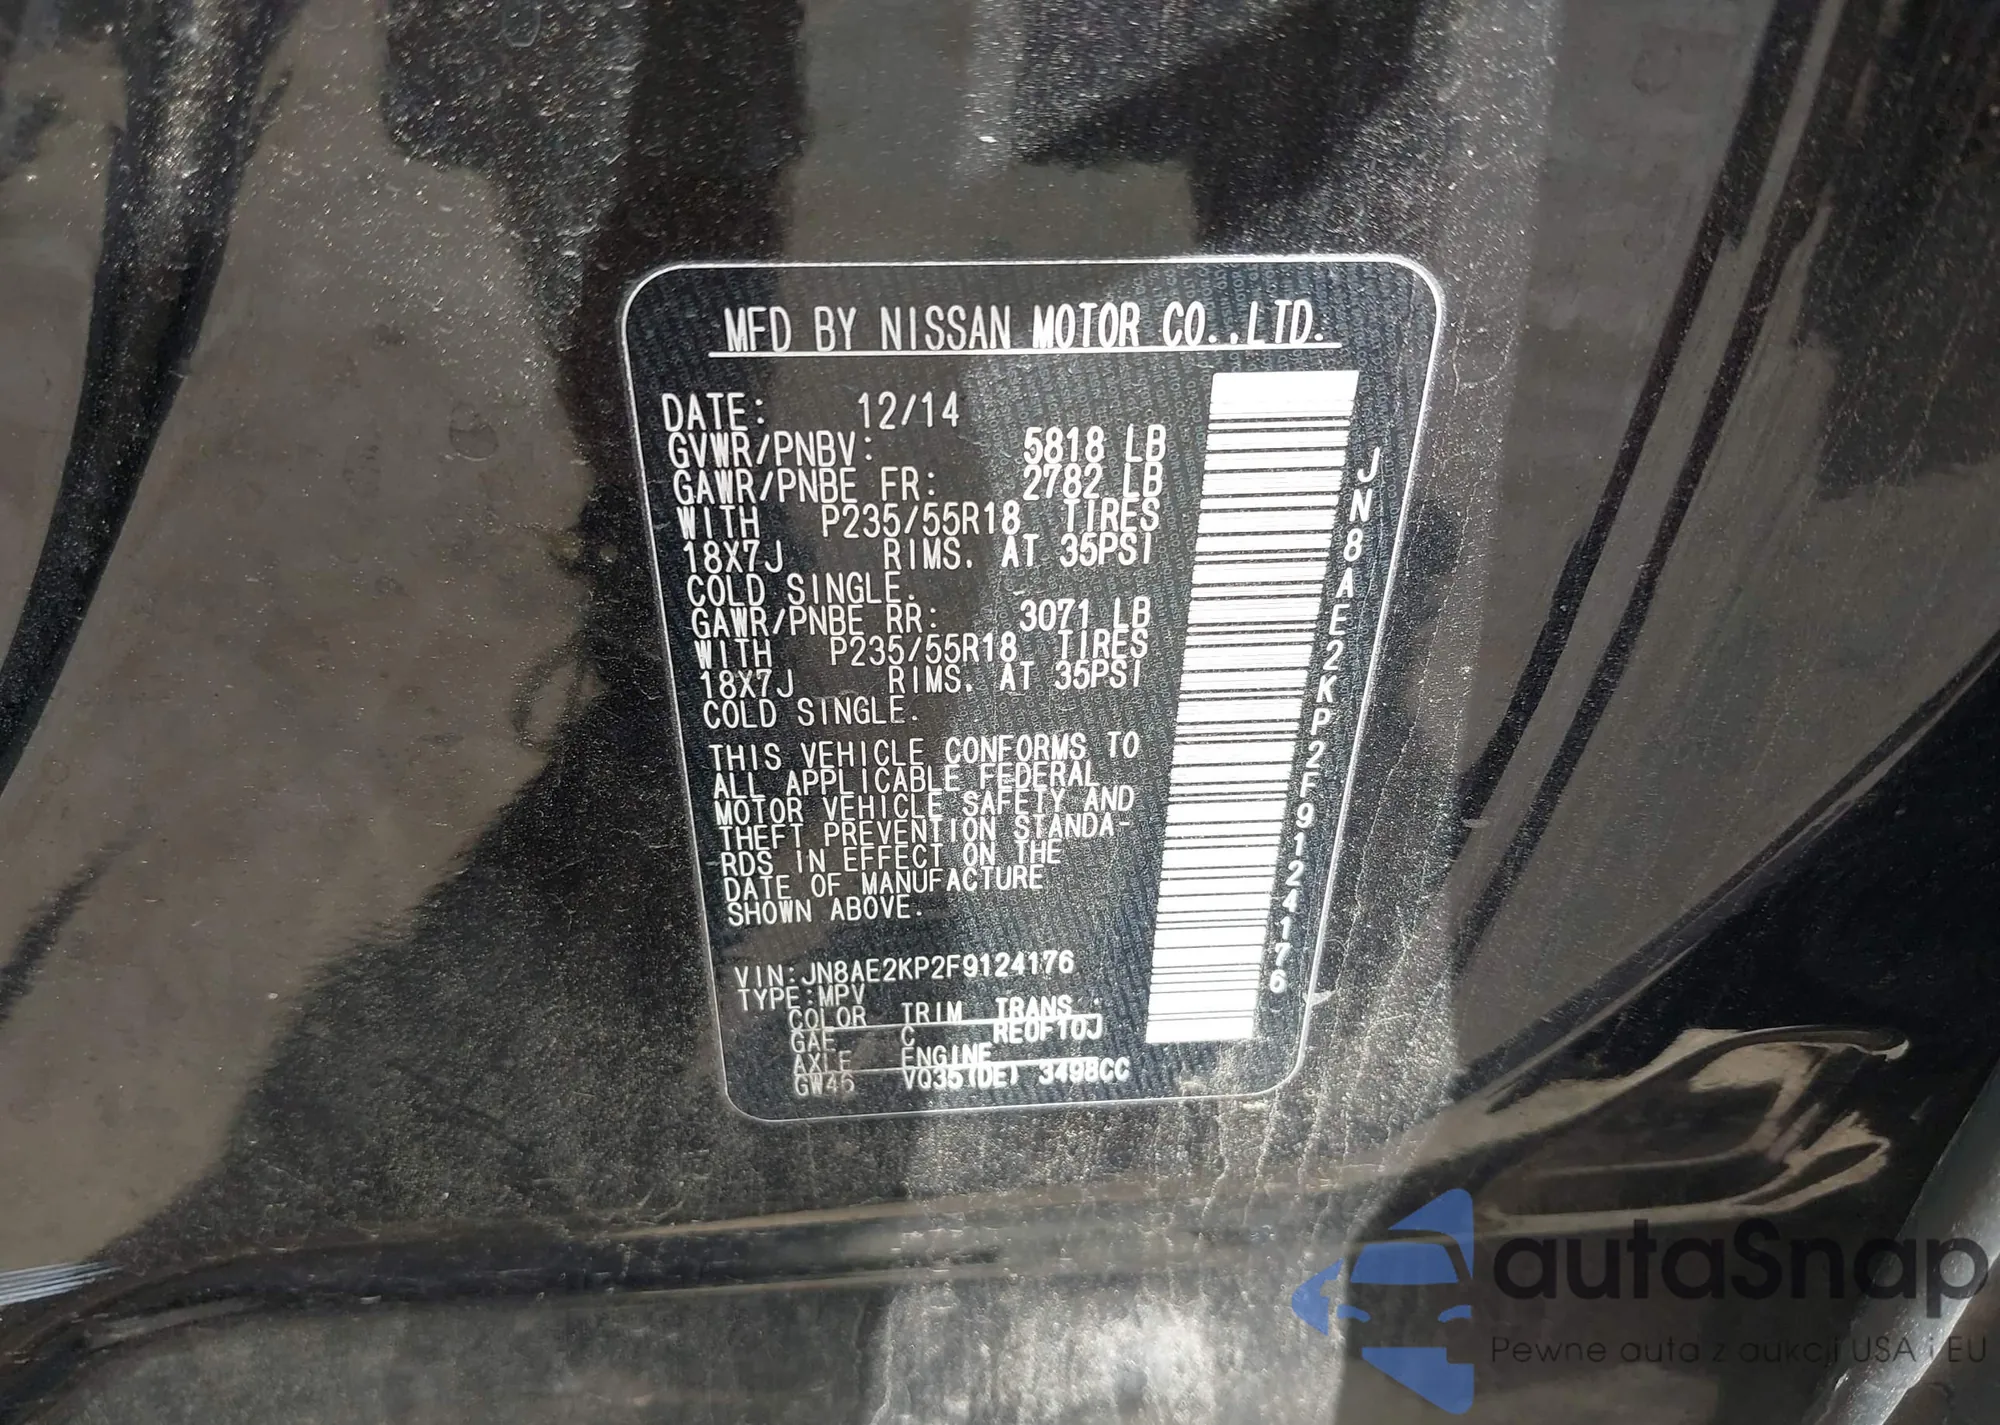 MFD BY NISSAN MOTOR CO.,LTD.
DATE: 12/14
GVWR/PNBV: 5818 LB
GAWR/PNBE FR: 2782 LB
WITH P235/55R18 TIRES
18X7J RIMS. AT 35PSI
COLD SINGLE.
GAWR/PNBE RR: 3071 LB
WITH P235/55R18 TIRES
18X7J RIMS. AT 35PSI
COLD SINGLE.
THIS VEHICLE CONFORMS TO
ALL APPLICABLE FEDERAL
MOTOR VEHICLE SAFETY AND
THEFT PREVENTION STANDA-
RDS IN EFFECT ON THE
DATE OF MANUFACTURE
SHOWN ABOVE.
VIN:JN8AE2KP2F9124176
TYPE:MPV
COLOR TRIM TRANS.
GAE C RE0F10J
AXLE ENGINE
GW46 VQ35(DE) 3498CC
JN8AE2KP2F9124176
autaSnap
Pewne auta z aukcji USA i EU